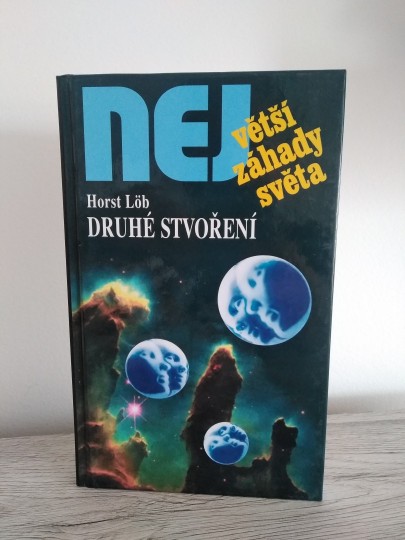 NEJ
větší
záhady
světa
Horst Löb
DRUHÉ STVOŘENÍ